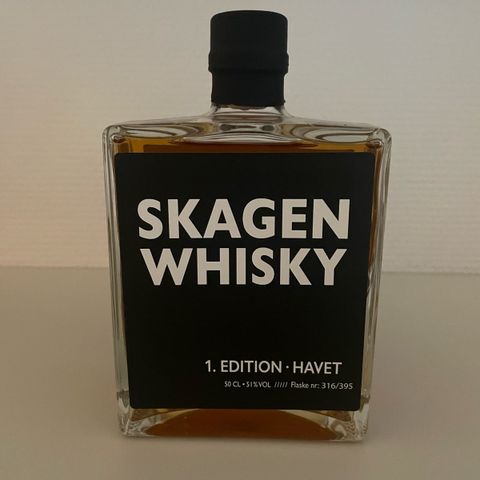 SKAGEN
WHISKY
1. EDITION · HAVET
50 CL • 51%VOL ///// Flaske nr: 316/395